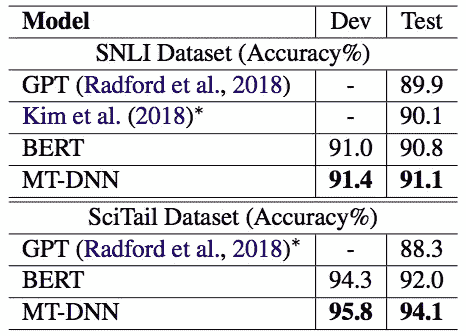 Model Dev Test
SNLI Dataset (Accuracy%)
GPT (Radford et al., 2018) - 89.9
Kim et al. (2018)* - 90.1
BERT 91.0 90.8
MT-DNN 91.4 91.1
SciTail Dataset (Accuracy%)
GPT (Radford et al., 2018)* - 88.3
BERT 94.3 92.0
MT-DNN 95.8 94.1